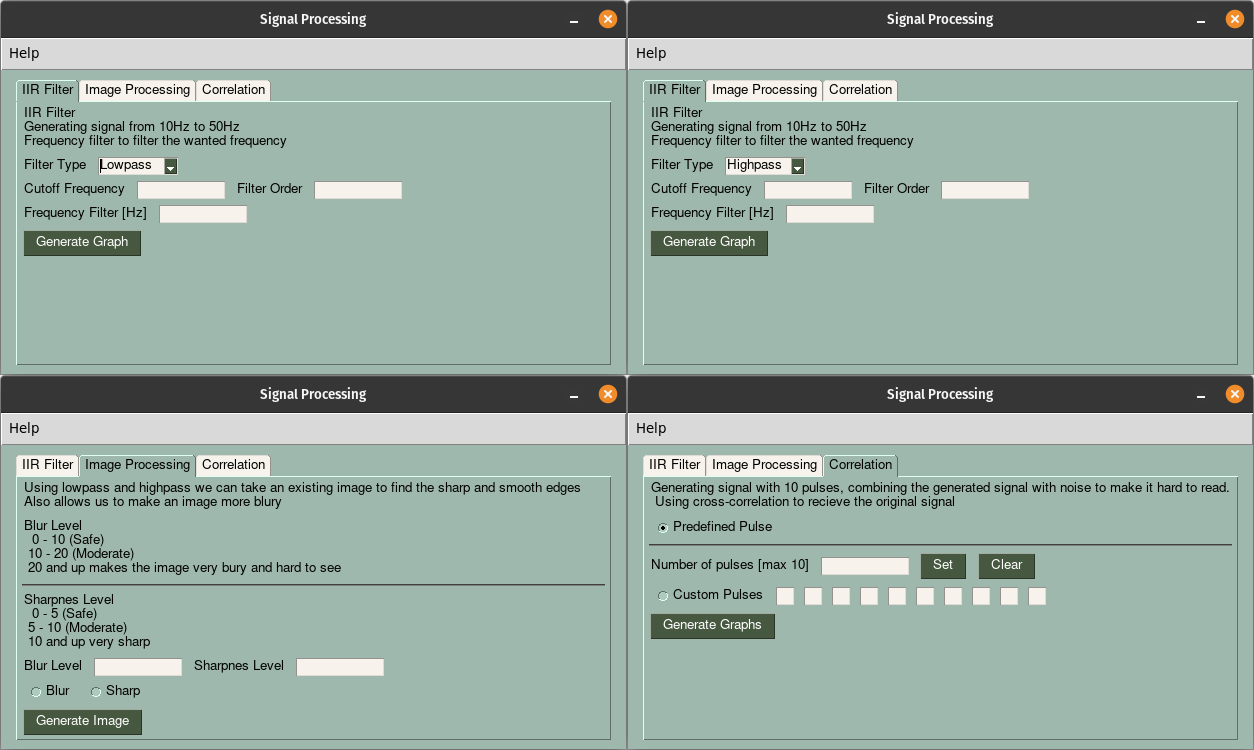 Signal Processing
Help
IIR Filter Image Processing Correlation
IIR Filter
Generating signal from 10Hz to 50Hz
Frequency filter to filter the wanted frequency
Filter Type Lowpass
Cutoff Frequency Filter Order
Frequency Filter [Hz]
Generate Graph
Signal Processing
Help
IIR Filter Image Processing Correlation
IIR Filter
Generating signal from 10Hz to 50Hz
Frequency filter to filter the wanted frequency
Filter Type Highpass
Cutoff Frequency Filter Order
Frequency Filter [Hz]
Generate Graph
Signal Processing
Help
IIR Filter Image Processing Correlation
Using lowpass and highpass we can take an existing image to find the sharp and smooth edges
Also allows us to make an image more blury
Blur Level
0 - 10 (Safe)
10 - 20 (Moderate)
20 and up makes the image very bury and hard to see
Sharpnes Level
0 - 5 (Safe)
5 - 10 (Moderate)
10 and up very sharp
Blur Level Sharpnes Level
Blur Sharp
Generate Image
Signal Processing
Help
IIR Filter Image Processing Correlation
Generating signal with 10 pulses, combining the generated signal with noise to make it hard to read.
Using cross-correlation to recieve the original signal
Predefined Pulse
Number of pulses [max 10] Set Clear
Custom Pulses
Generate Graphs